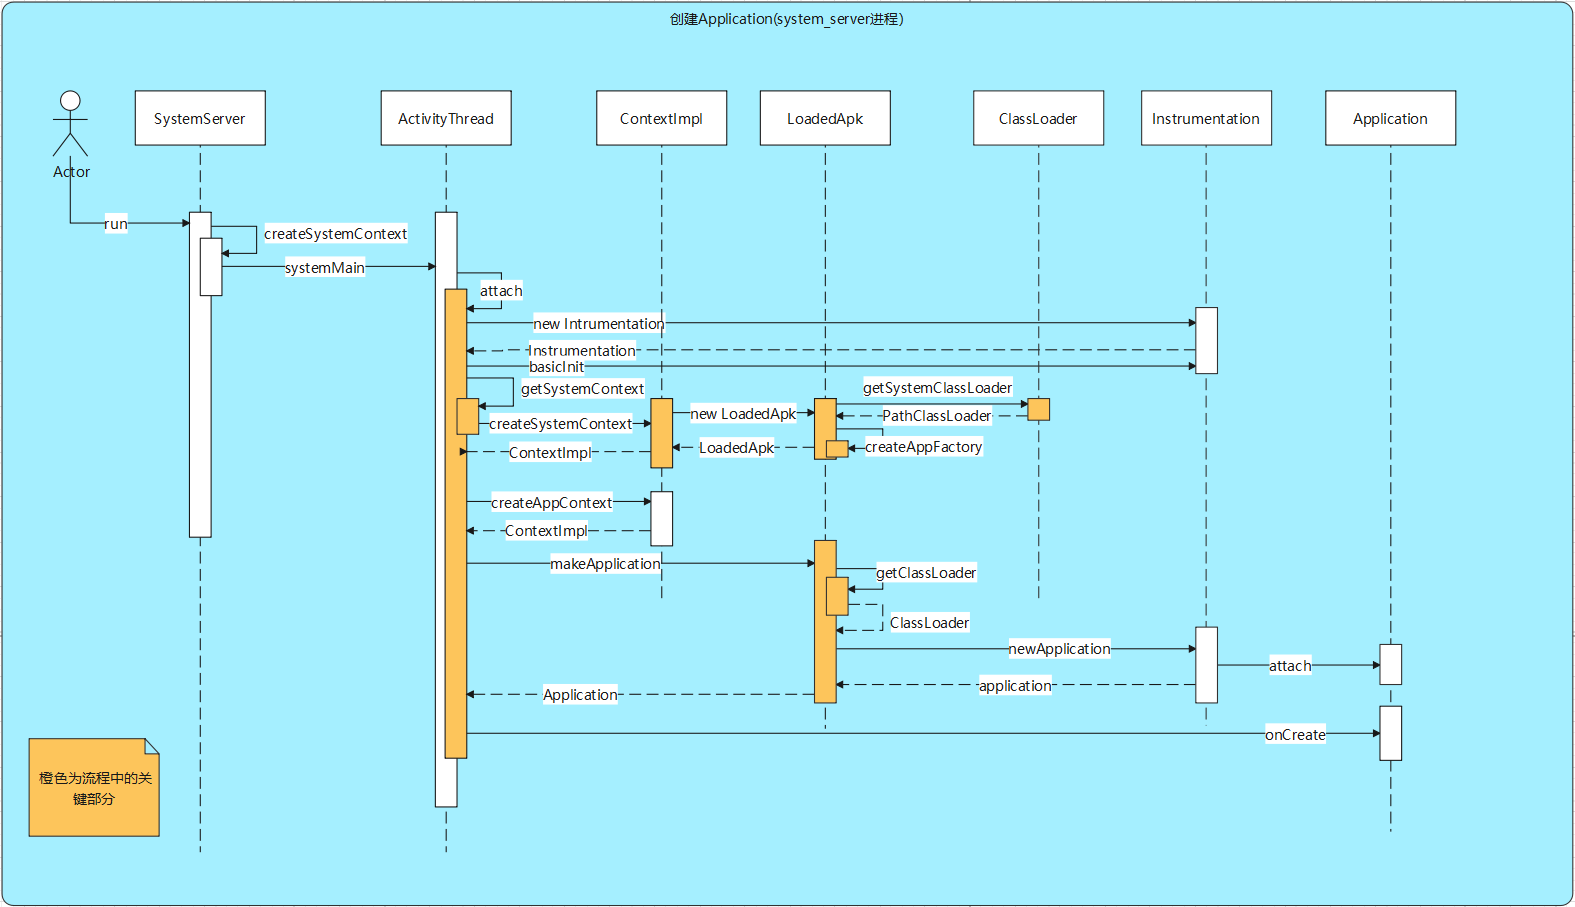 创建Application(system_server进程)
SystemServer
ActivityThread
ContextImpl
LoadedApk
ClassLoader
Instrumentation
Application
Actor
run
createSystemContext
systemMain
attach
new Intrumentation
Instrumentation
basicInit
getSystemContext
getSystemClassLoader
new LoadedApk
PathClassLoader
createSystemContext
LoadedApk
createAppFactory
ContextImpl
createAppContext
ContextImpl
makeApplication
getClassLoader
ClassLoader
newApplication
attach
application
Application
onCreate
橙色为流程中的关
键部分